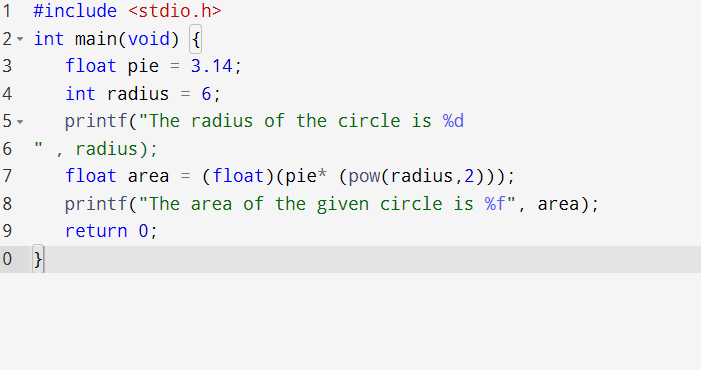 1 #include <stdio.h>
2 int main(void) {
3 float pie = 3.14;
4 int radius = 6;
5 printf("The radius of the circle is %d
6 " , radius);
7 float area = (float)(pie* (pow(radius,2)));
8 printf("The area of the given circle is %f", area);
9 return 0;
0 }